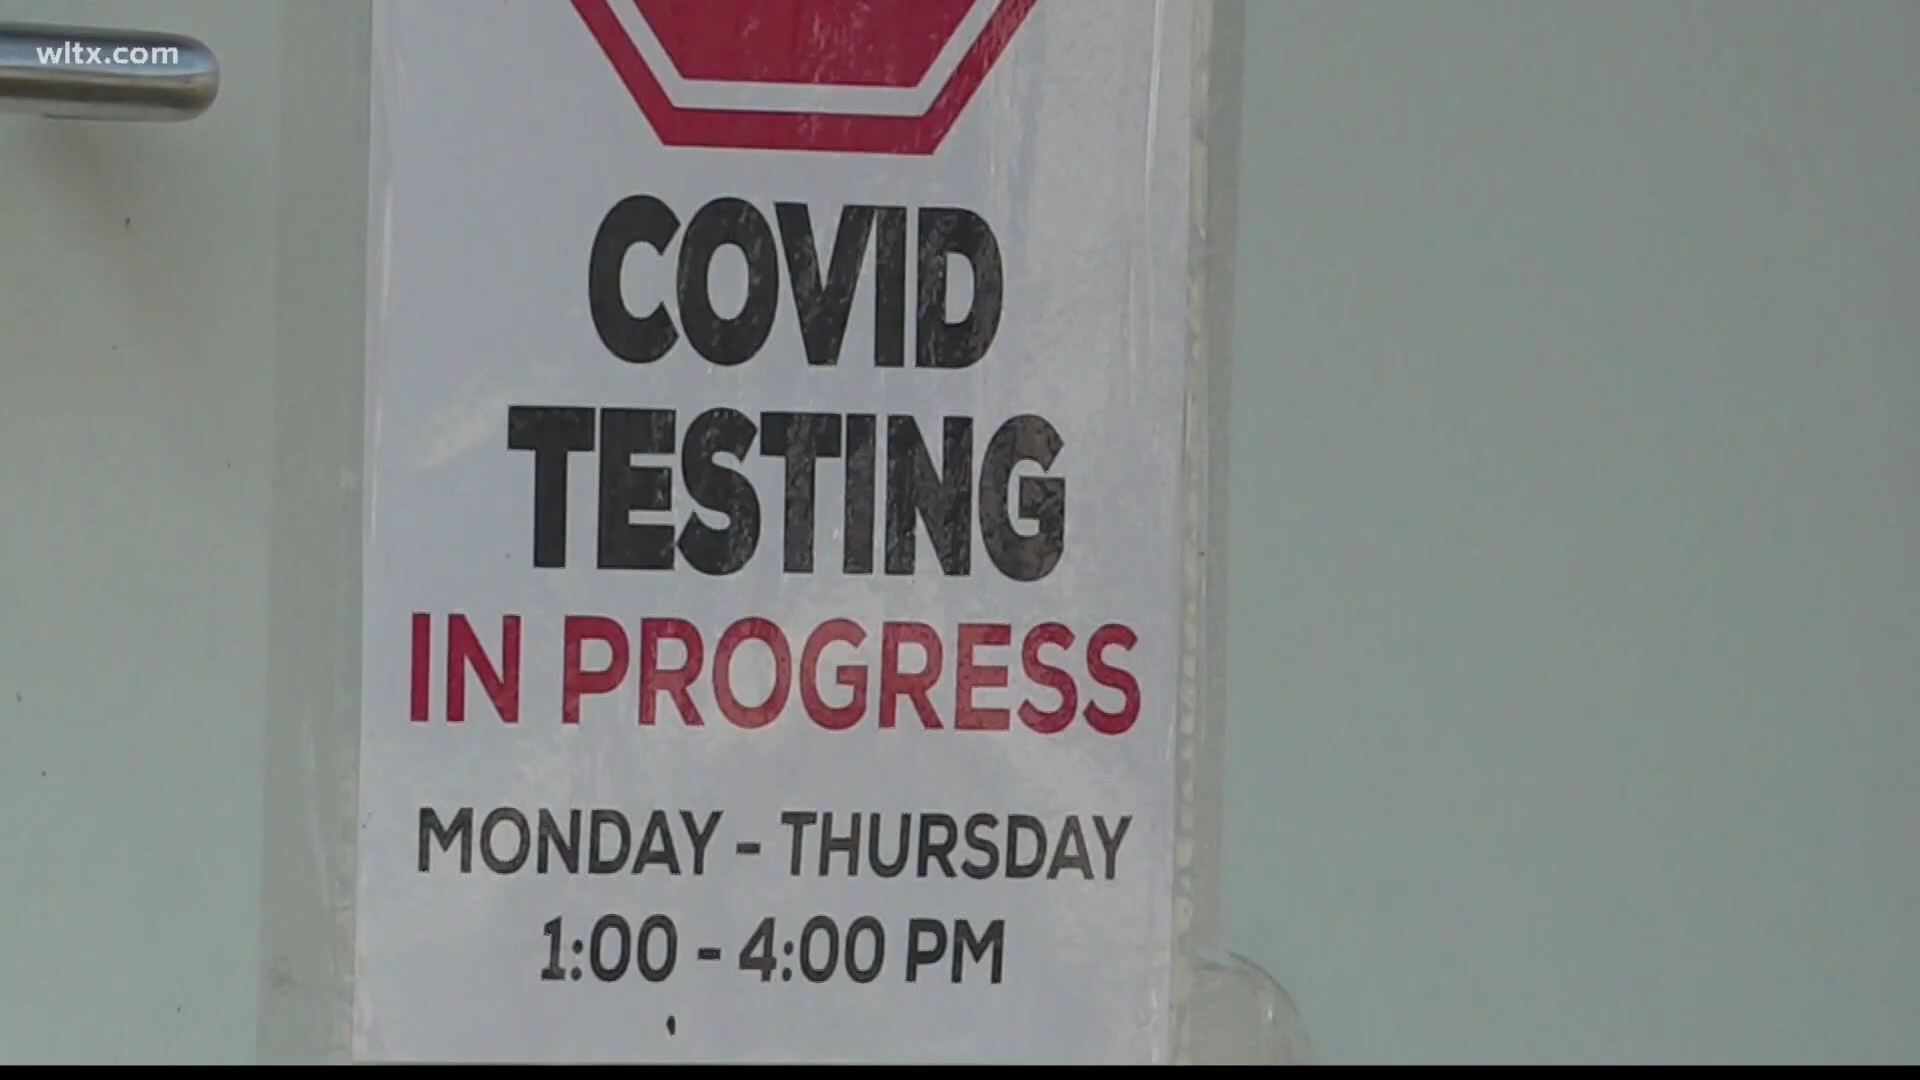 wltx.com
COVID
TESTING
IN PROGRESS
MONDAY - THURSDAY
1:00 - 4:00 PM